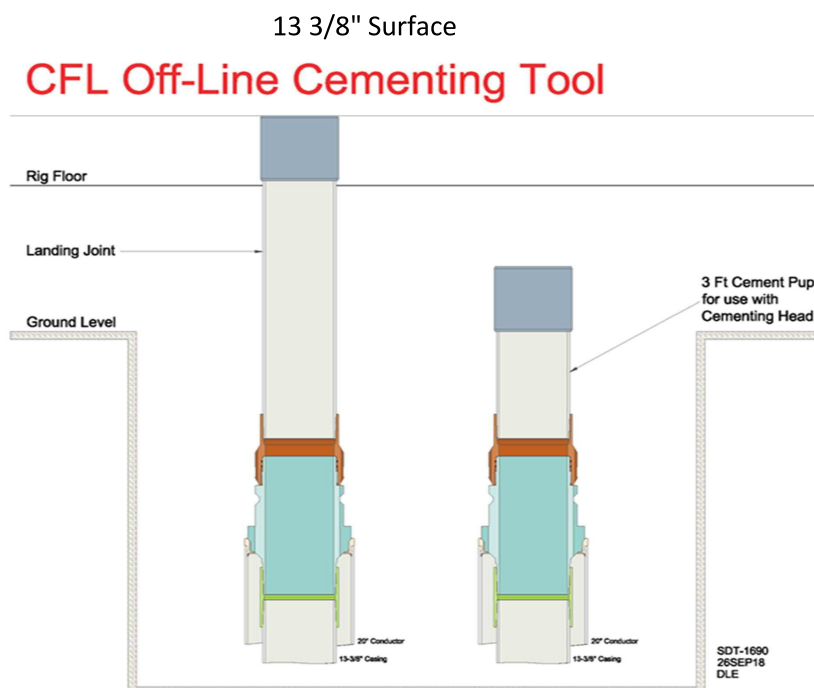 13 3/8" Surface
CFL Off-Line Cementing Tool
Rig Floor
Landing Joint
3 Ft Cement Pup
for use with
Cementing Head
Ground Level
20" Conductor
13-3/8" Casing
20" Conductor
13-3/8" Casing
SDT-1690
26SEP18
DLE